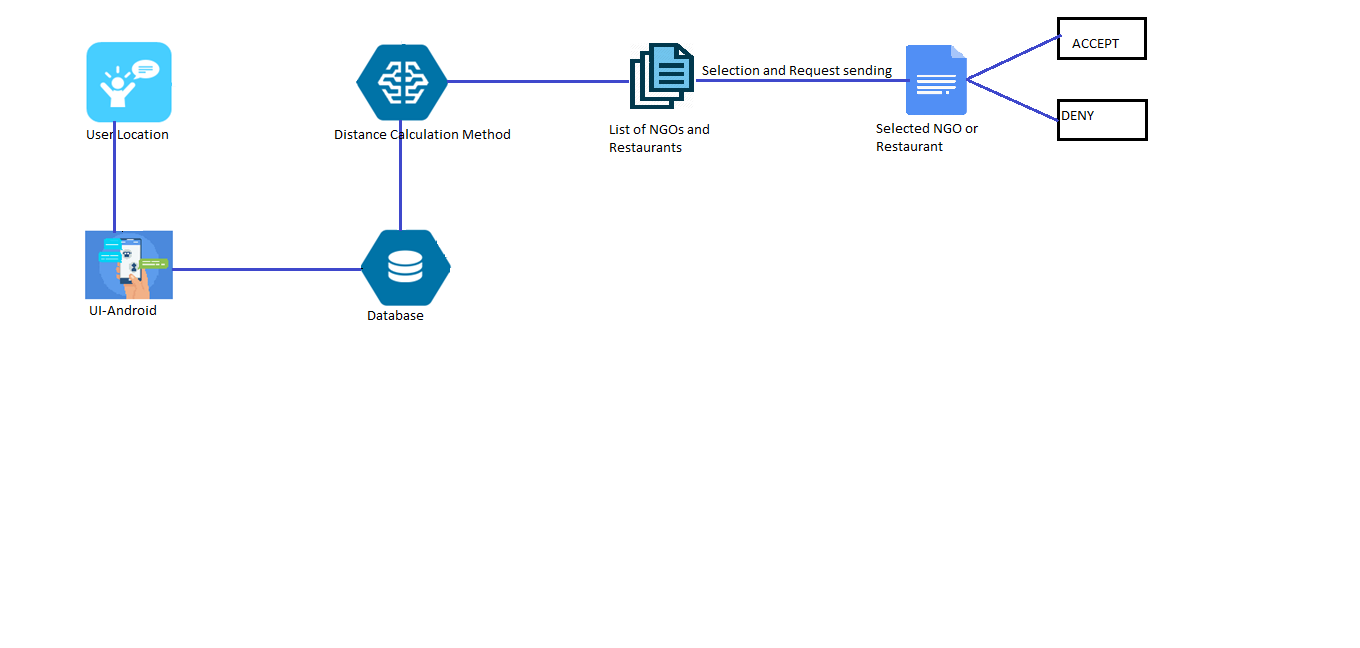 ACCEPT
Selection and Request sending
DENY
User Location
Distance Calculation Method
List of NGOs and
Restaurants
Selected NGO or
Restaurant
UI-Android
Database